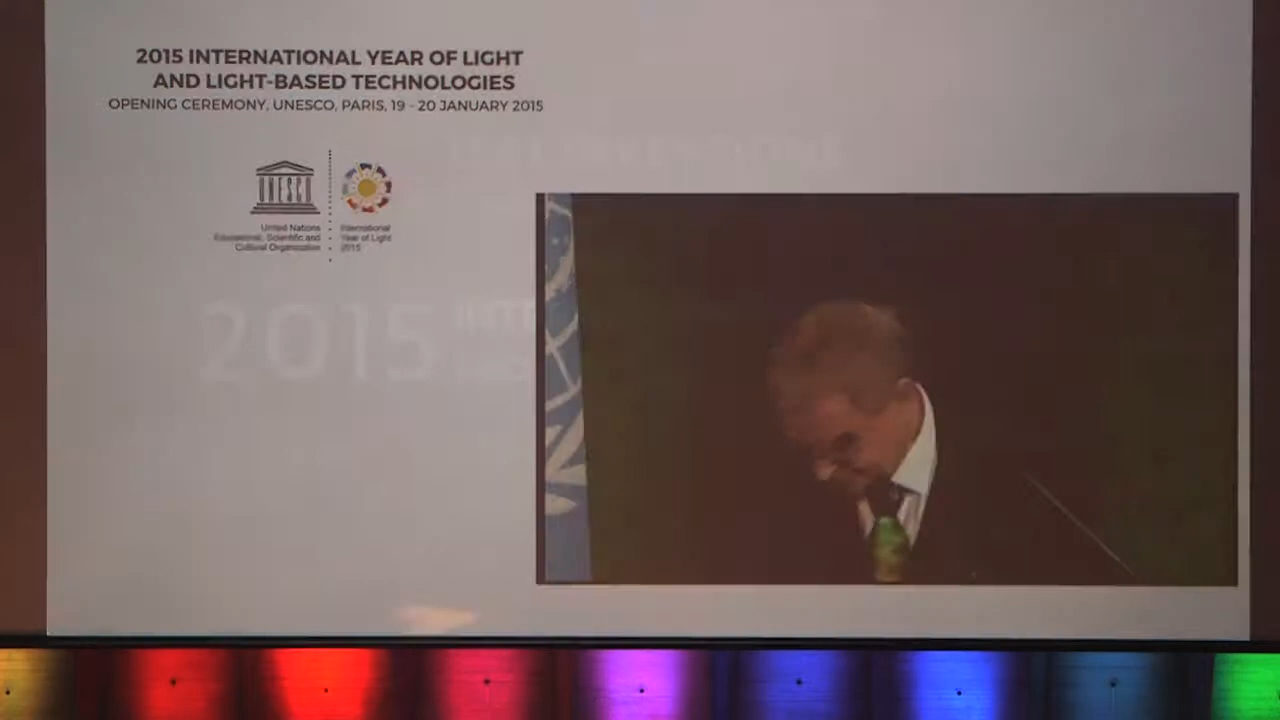 2015 INTERNATIONAL YEAR OF LIGHT
AND LIGHT-BASED TECHNOLOGIES
OPENING CEREMONY, UNESCO, PARIS, 19 - 20 JANUARY 2015
UNESCO
United Nations
Educational, Scientific and
Cultural Organization
International
Year of Light
2015
2015